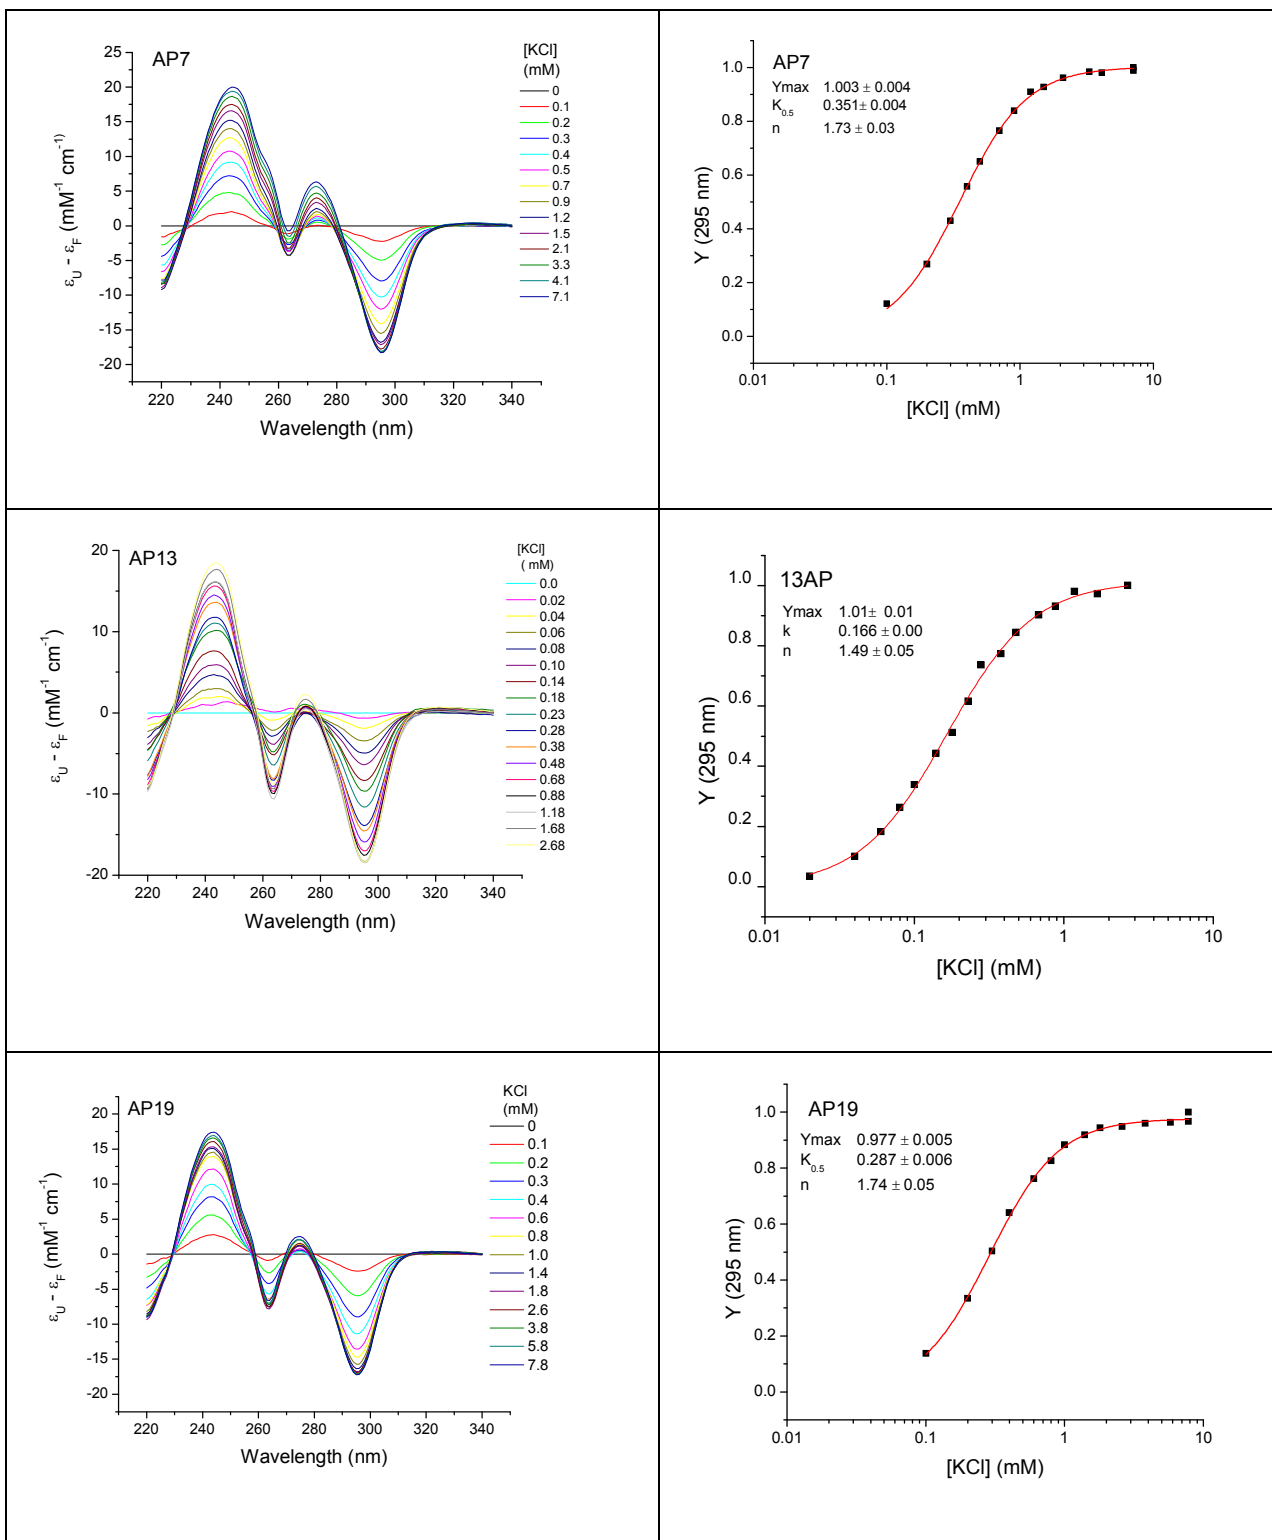 AP7
[KCl]
(mM)
0
0.1
0.2
0.3
0.4
0.5
0.7
0.9
1.2
1.5
2.1
3.3
4.1
7.1
25
20
15
10
5
0
-5
-10
-15
-20
εU - εF (mM-1 cm-1)
220 240 260 280 300 320 340
Wavelength (nm)
AP7
Ymax 1.003 ± 0.004
K0.5 0.351± 0.004
n 1.73 ± 0.03
1.0
0.8
0.6
0.4
0.2
0.0
Y (295 nm)
0.01 0.1 1 10
[KCl] (mM)
AP13
[KCl]
( mM)
0.0
0.02
0.04
0.06
0.08
0.10
0.14
0.18
0.23
0.28
0.38
0.48
0.68
0.88
1.18
1.68
2.68
20
10
0
-10
-20
εU - εF (mM-1 cm-1)
220 240 260 280 300 320 340
Wavelength (nm)
13AP
Ymax 1.01± 0.01
k 0.166 ± 0.00
n 1.49 ± 0.05
1.0
0.8
0.6
0.4
0.2
0.0
Y (295 nm)
0.01 0.1 1 10
[KCl] (mM)
AP19
KCl
(mM)
0
0.1
0.2
0.3
0.4
0.6
0.8
1.0
1.4
1.8
2.6
3.8
5.8
7.8
20
15
10
5
0
-5
-10
-15
-20
εU - εF (mM-1 cm-1)
220 240 260 280 300 320 340
Wavelength (nm)
AP19
Ymax 0.977 ± 0.005
K0.5 0.287 ± 0.006
n 1.74 ± 0.05
1.0
0.8
0.6
0.4
0.2
0.0
Y (295 nm)
0.01 0.1 1 10
[KCl] (mM)